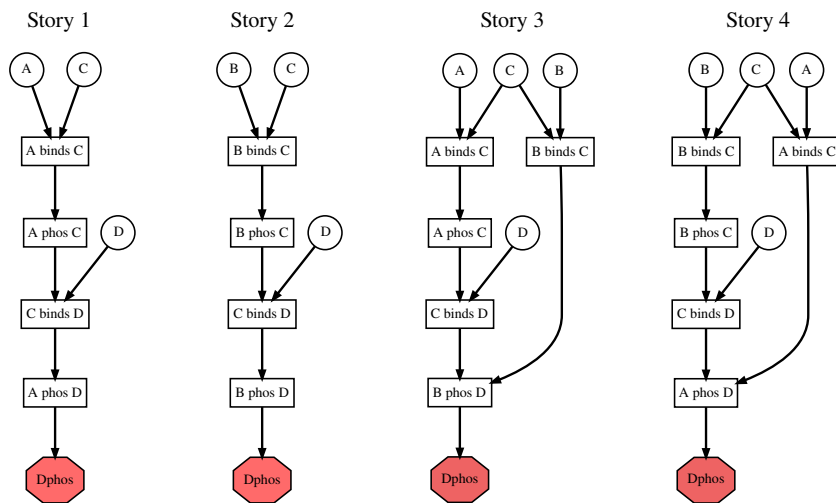 Story 1
A
C
A binds C
A phos C
D
C binds D
A phos D
Dphos
Story 2
B
C
B binds C
B phos C
D
C binds D
B phos D
Dphos
Story 3
A
C
B
A binds C
B binds C
A phos C
D
C binds D
B phos D
Dphos
Story 4
B
C
A
B binds C
A binds C
B phos C
D
C binds D
A phos D
Dphos